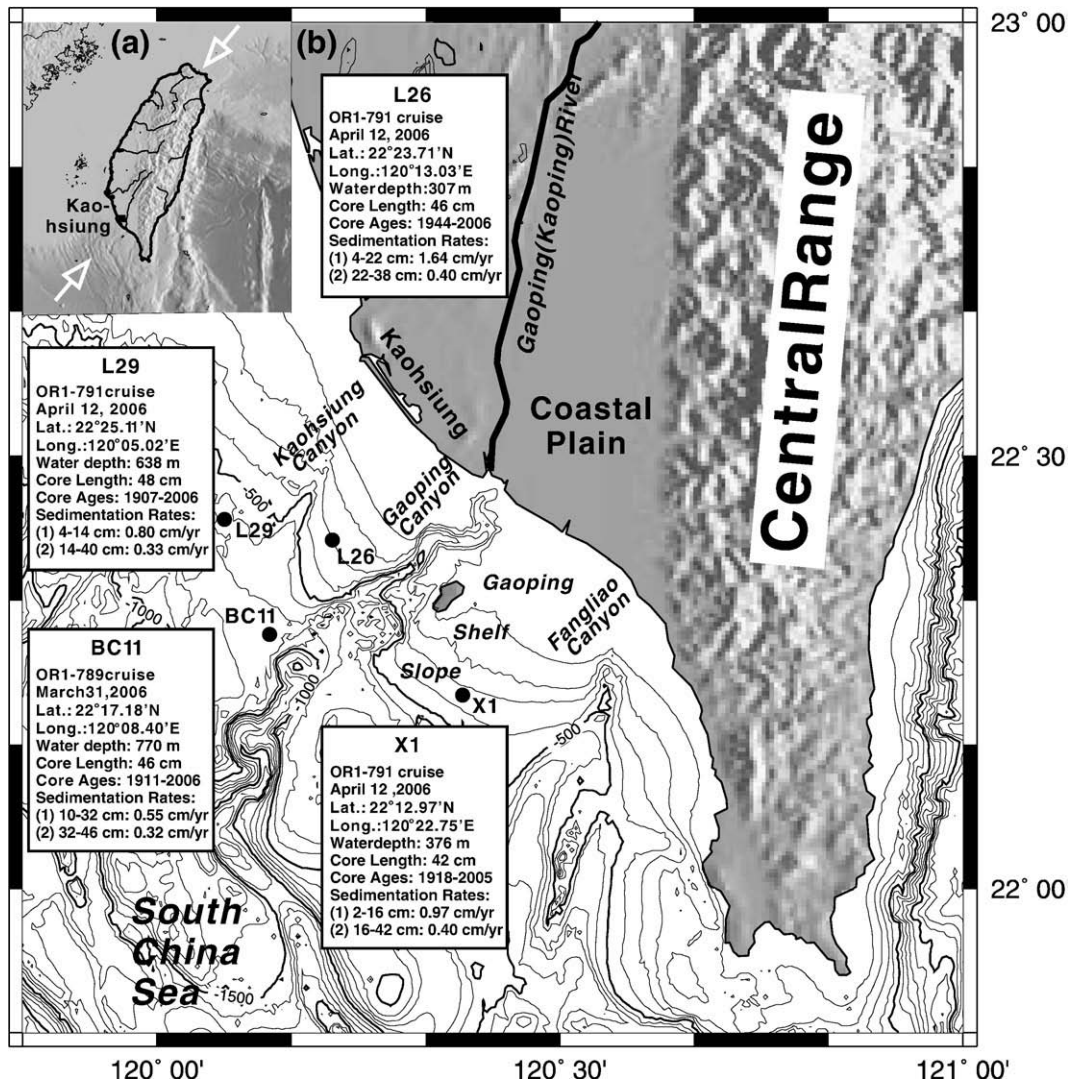 (a)
(b)
Kao-
hsiung
L26
OR1-791 cruise
April 12, 2006
Lat.: 22°23.71'N
Long.:120°13.03'E
Water depth:307 m
Core Length: 46 cm
Core Ages: 1944-2006
Sedimentation Rates:
(1) 4-22 cm: 1.64 cm/yr
(2) 22-38 cm: 0.40 cm/yr
Gaoping(Kaoping)River
Central Range
23° 00
L29
OR1-791cruise
April 12, 2006
Lat.: 22°25.11'N
Long.:120°05.02'E
Water depth: 638 m
Core Length: 48 cm
Core Ages: 1907-2006
Sedimentation Rates:
(1) 4-14 cm: 0.80 cm/yr
(2) 14-40 cm: 0.33 cm/yr
Kaohsiung
Canyon
Kaohsiung
Gaoping
Canyon
Coastal
Plain
22° 30
-500
L29
L26
Gaoping
Shelf
Slope
Fangliao
Canyon
-1000
BC11
-1000
X1
-500
BC11
OR1-789cruise
March31,2006
Lat.: 22°17.18'N
Long.:120°08.40'E
Water depth: 770 m
Core Length: 46 cm
Core Ages: 1911-2006
Sedimentation Rates:
(1) 10-32 cm: 0.55 cm/yr
(2) 32-46 cm: 0.32 cm/yr
X1
OR1-791 cruise
April 12 ,2006
Lat.: 22°12.97'N
Long.:120°22.75'E
Waterdepth: 376 m
Core Length: 42 cm
Core Ages: 1918-2005
Sedimentation Rates:
(1) 2-16 cm: 0.97 cm/yr
(2) 16-42 cm: 0.40 cm/yr
22° 00
South
China
Sea
-1500
120° 00'
120° 30'
121° 00'